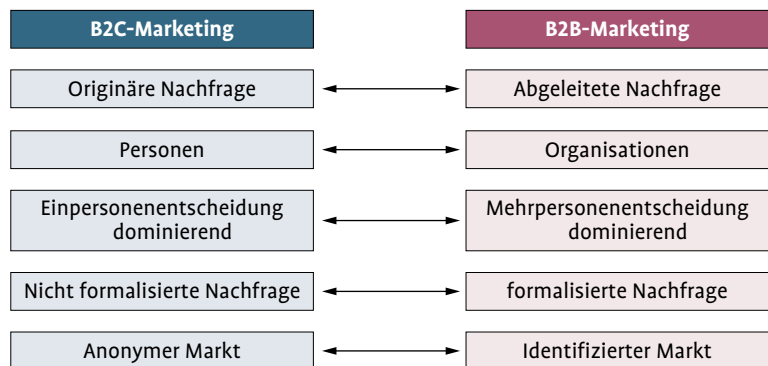 B2C-Marketing
B2B-Marketing
Originäre Nachfrage
Abgeleitete Nachfrage
Personen
Organisationen
Einpersonenentscheidung
dominierend
Mehrpersonenentscheidung
dominierend
Nicht formalisierte Nachfrage
formalisierte Nachfrage
Anonymer Markt
Identifizierter Markt